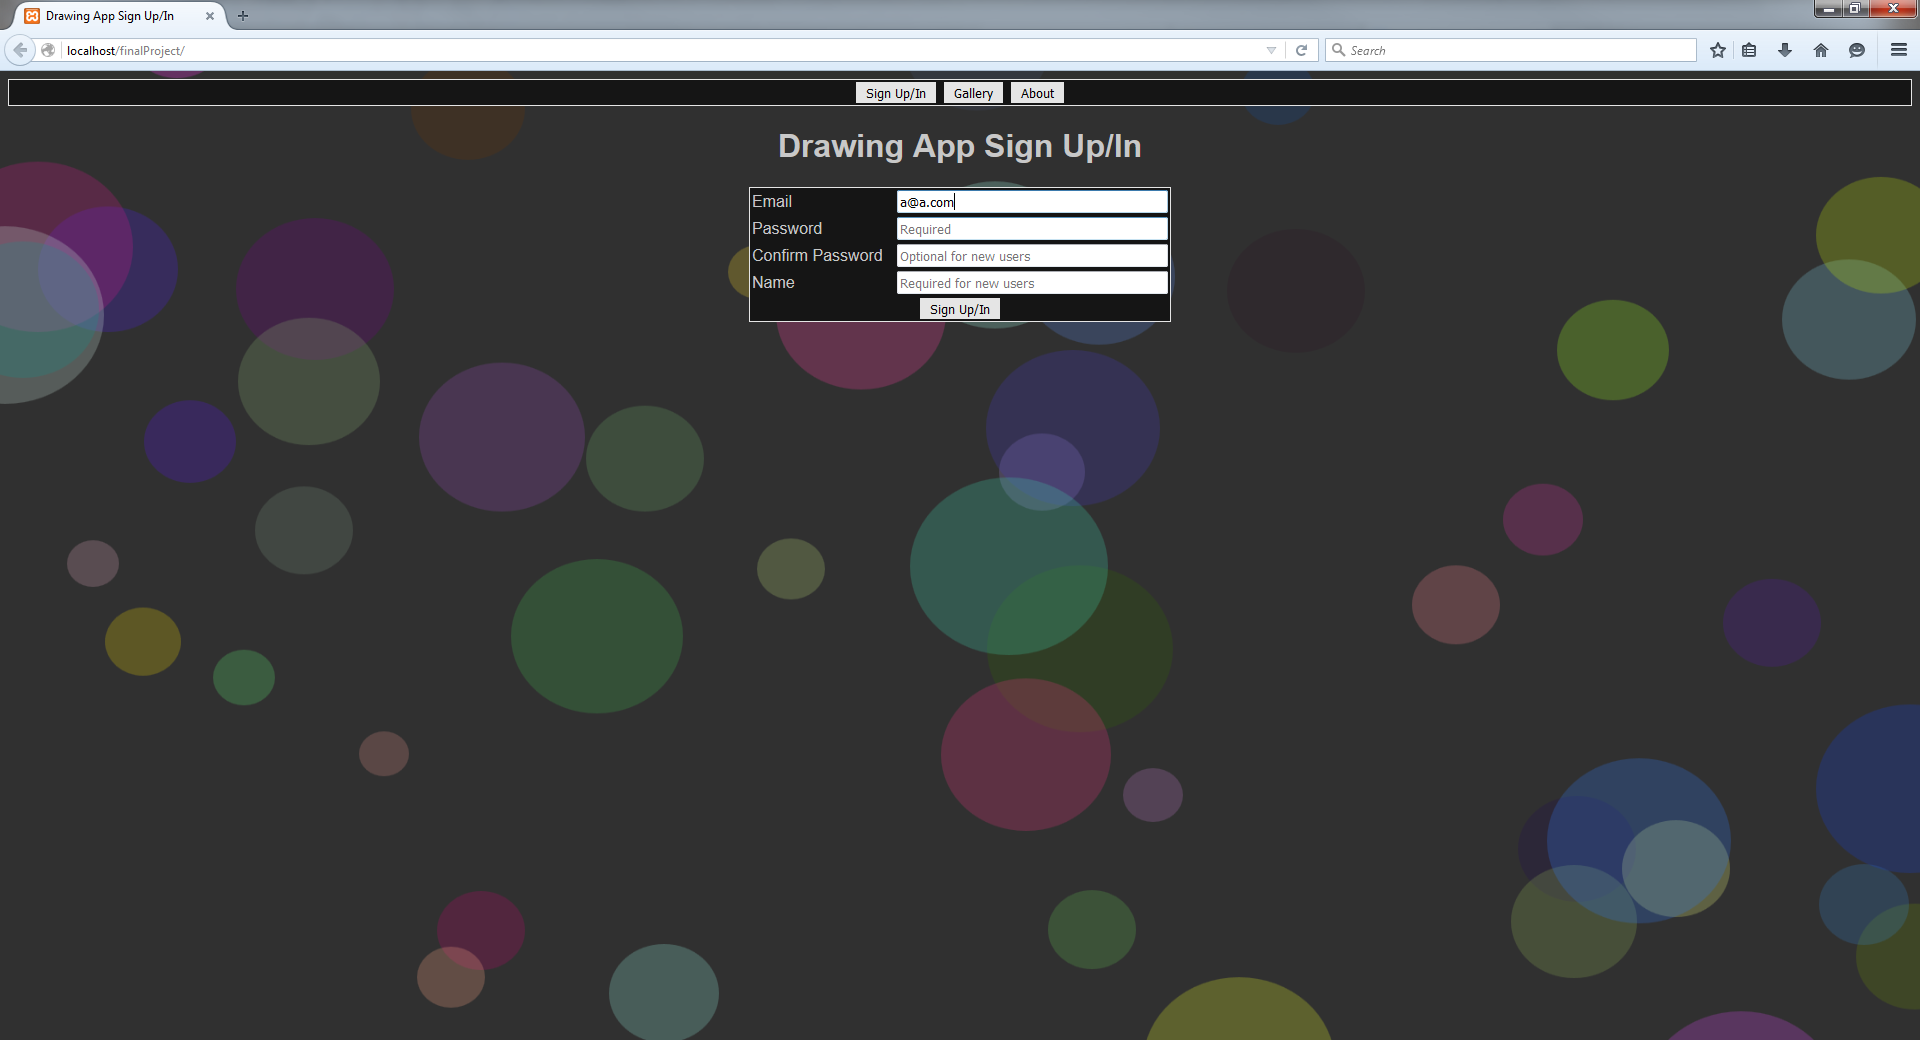 Drawing App Sign Up/In
localhost/finalProject/
Search
Sign Up/In Gallery About
Drawing App Sign Up/In
Email a@a.com
Password Required
Confirm Password Optional for new users
Name Required for new users
Sign Up/In